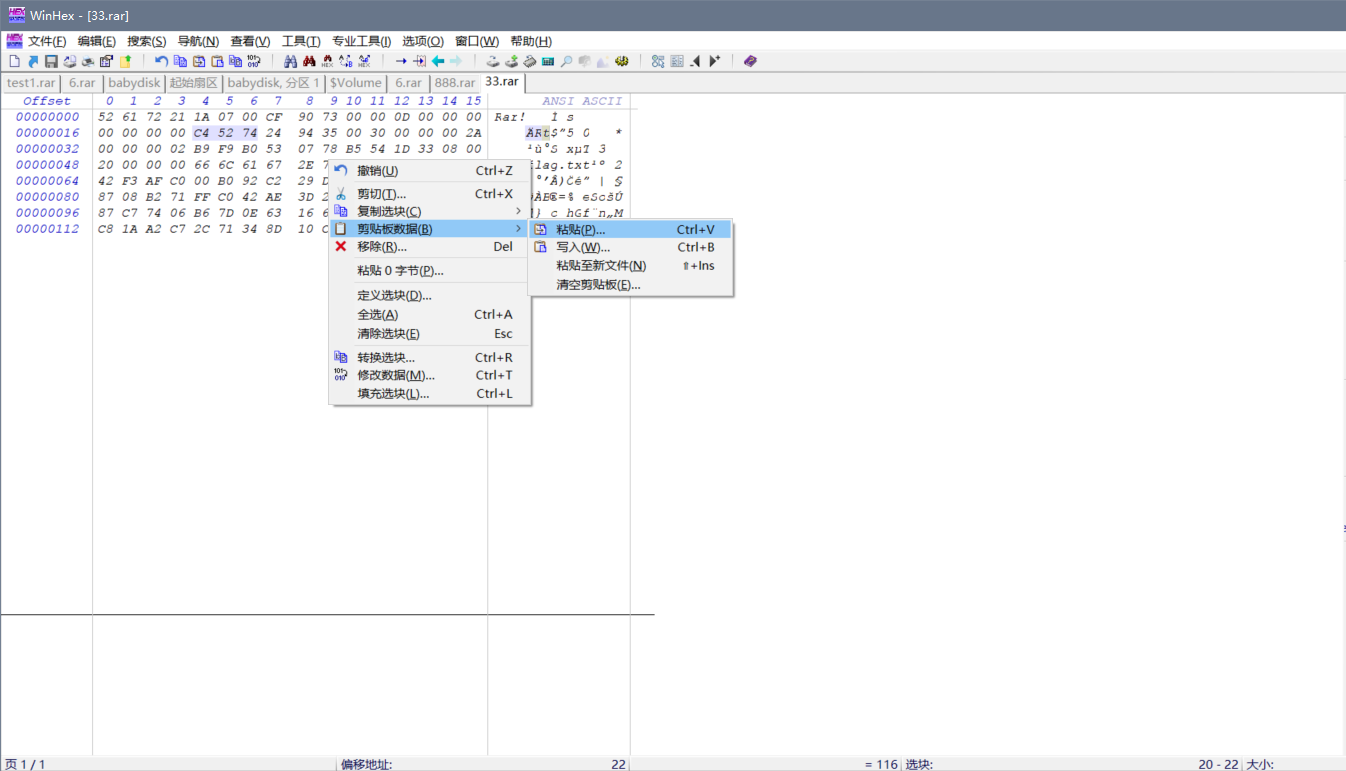 WinHex - [33.rar]
文件(F) 编辑(E) 搜索(S) 导航(N) 查看(V) 工具(T) 专业工具(I) 选项(O) 窗口(W) 帮助(H)
test1.rar 6.rar babydisk 起始扇区 babydisk, 分区 1 $Volume 6.rar 888.rar 33.rar
Offset 0 1 2 3 4 5 6 7 8 9 10 11 12 13 14 15 ANSI ASCII
00000000 52 61 72 21 1A 07 00 CF 90 73 00 00 0D 00 00 00 Rar! Ï s
00000016 00 00 00 00 C4 52 74 24 94 35 00 30 00 00 00 2A ÄRt$”5 0 *
00000032 00 00 00 02 B9 F9 B0 53 07 78 B5 54 1D 33 08 00 ¹ù°S xµT 3
00000048 20 00 00 00 66 6C 61 67 2E lag.txt¹º 2
00000064 42 F3 AF C0 00 B0 92 C2 29
00000080 87 08 B2 71 FF C0 42 AE 3D
00000096 87 C7 74 06 B6 7D 0E 63 16
00000112 C8 1A A2 C7 2C 71 34 8D 10
撤销(U) Ctrl+Z
剪切(T)... Ctrl+X
复制选块(C)
剪贴板数据(B)
移除(R)... Del
粘贴 0 字节(P)...
定义选块(D)...
全选(A) Ctrl+A
清除选块(E) Esc
转换选块... Ctrl+R
修改数据(M)... Ctrl+T
填充选块(L)... Ctrl+L
粘贴(P)... Ctrl+V
写入(W)... Ctrl+B
粘贴至新文件(N) ⇧+Ins
清空剪贴板(E)...
页 1 / 1 偏移地址: 22 = 116 选块: 20 - 22 大小: